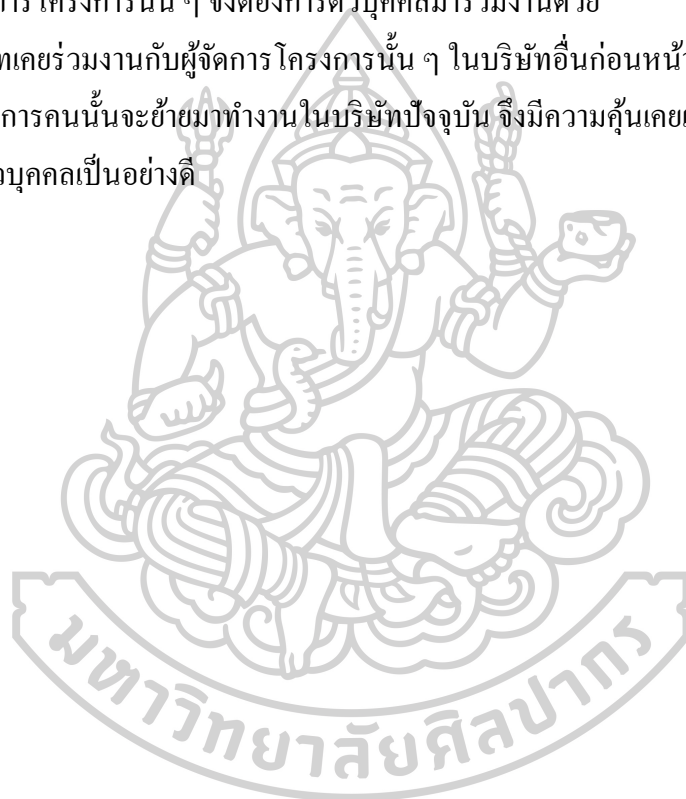 การโครงการนั้น ๆ จึงต้องการตัวบุคคลมาร่วมงานด้วย
เคยร่วมงานกับผู้จัดการโครงการนั้น ๆ ในบริษัทอื่นก่อนหน้า
การคนนั้นจะย้ายมาทำงานในบริษัทปัจจุบัน จึงมีความคุ้นเคย
บุคคลเป็นอย่างดี
มหาวิทยาลัยศิลปากร